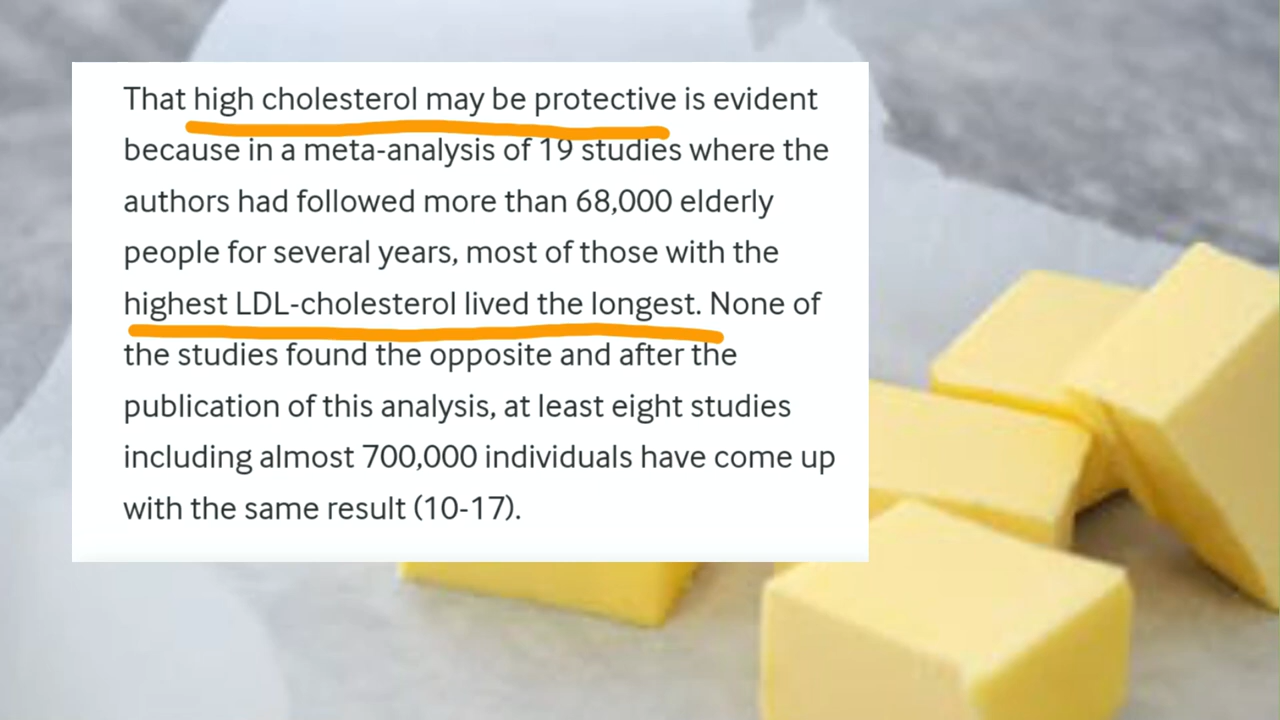 That high cholesterol may be protective is evident
because in a meta-analysis of 19 studies where the
authors had followed more than 68,000 elderly
people for several years, most of those with the
highest LDL-cholesterol lived the longest. None of
the studies found the opposite and after the
publication of this analysis, at least eight studies
including almost 700,000 individuals have come up
with the same result (10-17).